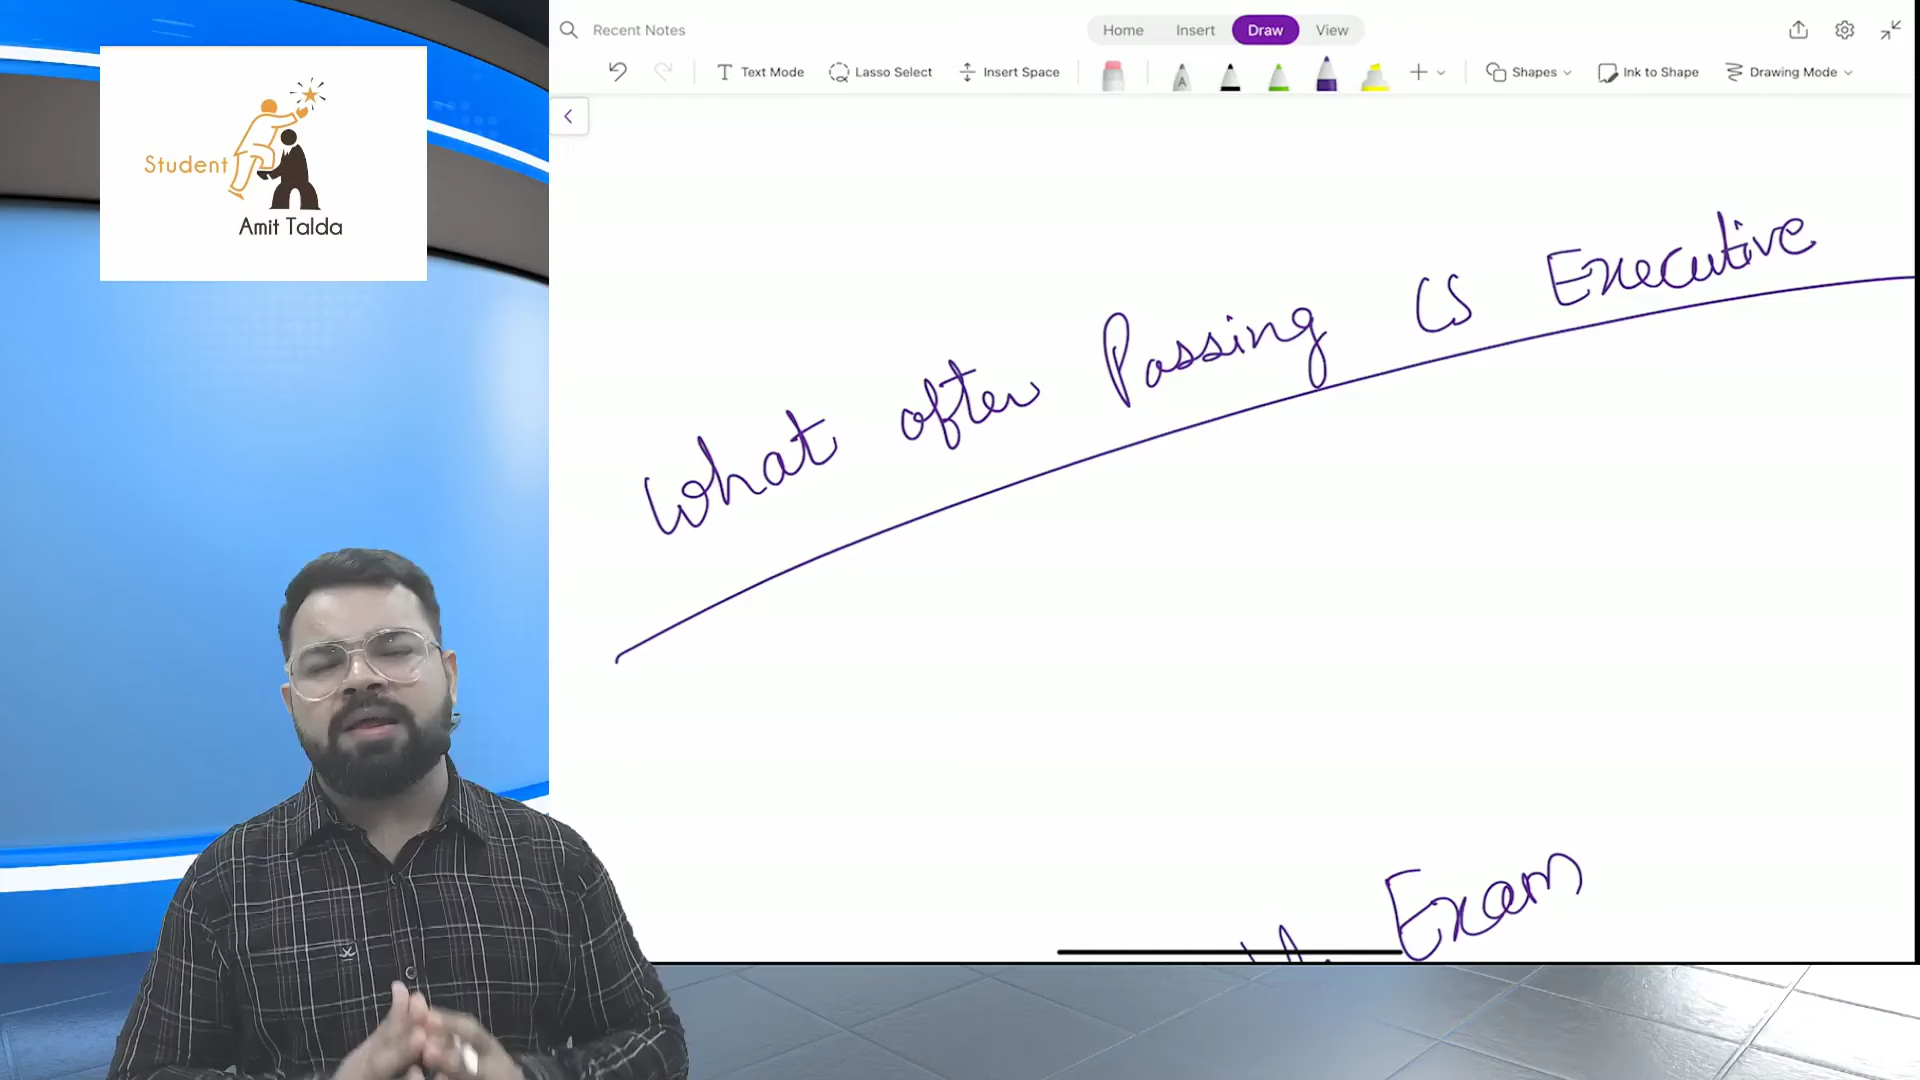 Recent Notes
Home Insert Draw View
Text Mode Lasso Select Insert Space A Shapes Ink to Shape Drawing Mode
Student
Amit Talda
What after Passing CS Executive
Exam